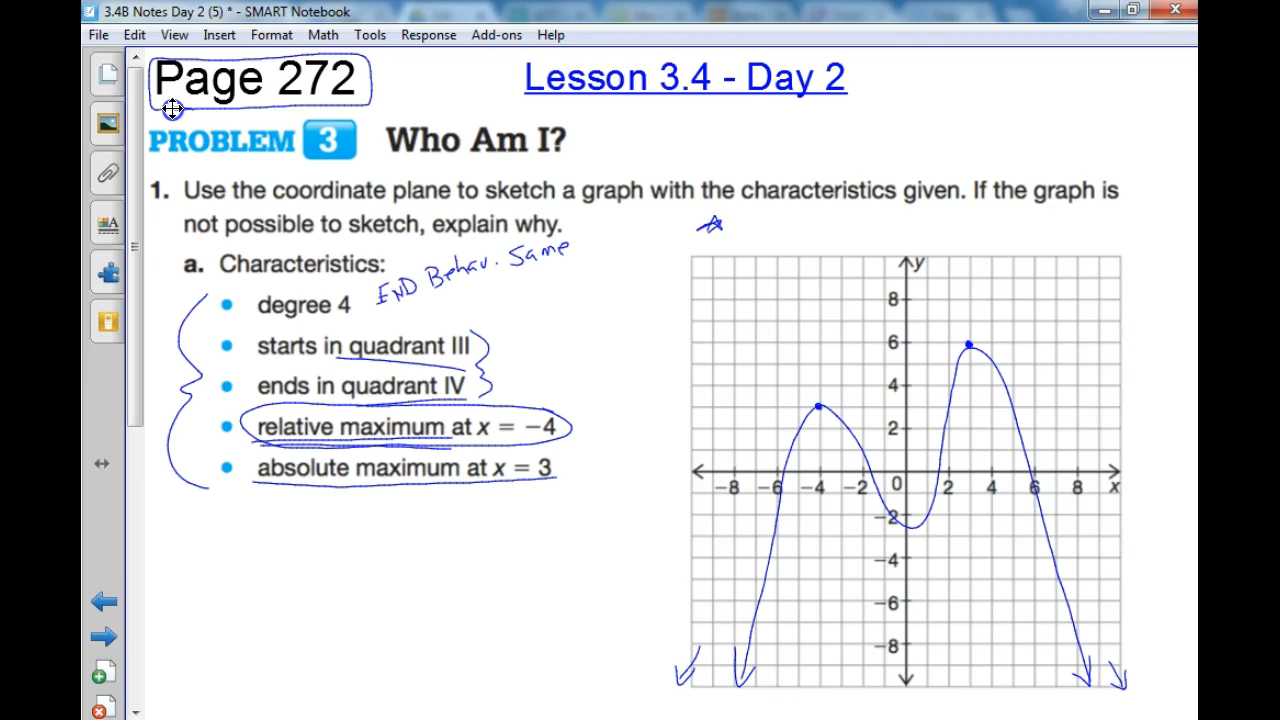 3.4B Notes Day 2 (5) * - SMART Notebook
File Edit View Insert Format Math Tools Response Add-ons Help
Page 272
Lesson 3.4 - Day 2
PROBLEM 3 Who Am I?
1. Use the coordinate plane to sketch a graph with the characteristics given. If the graph is
not possible to sketch, explain why.
a. Characteristics:
END Behav. Same
• degree 4
• starts in quadrant III
• ends in quadrant IV
• relative maximum at x = −4
• absolute maximum at x = 3
y
8
6
4
2
−8 −6 −4 −2 0 2 4 6 8 x
−2
−4
−6
−8